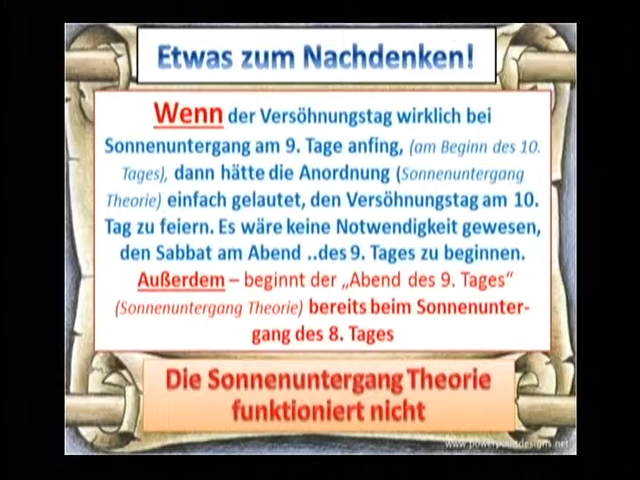 Etwas zum Nachdenken!
Wenn der Versöhnungstag wirklich bei
Sonnenuntergang am 9. Tage anfing, (am Beginn des 10.
Tages), dann hätte die Anordnung (Sonnenuntergang
Theorie) einfach gelautet, den Versöhnungstag am 10.
Tag zu feiern. Es wäre keine Notwendigkeit gewesen,
den Sabbat am Abend ..des 9. Tages zu beginnen.
Außerdem – beginnt der „Abend des 9. Tages“
(Sonnenuntergang Theorie) bereits beim Sonnenunter-
gang des 8. Tages
Die Sonnenuntergang Theorie
funktioniert nicht
www.powerpointdesigns.net